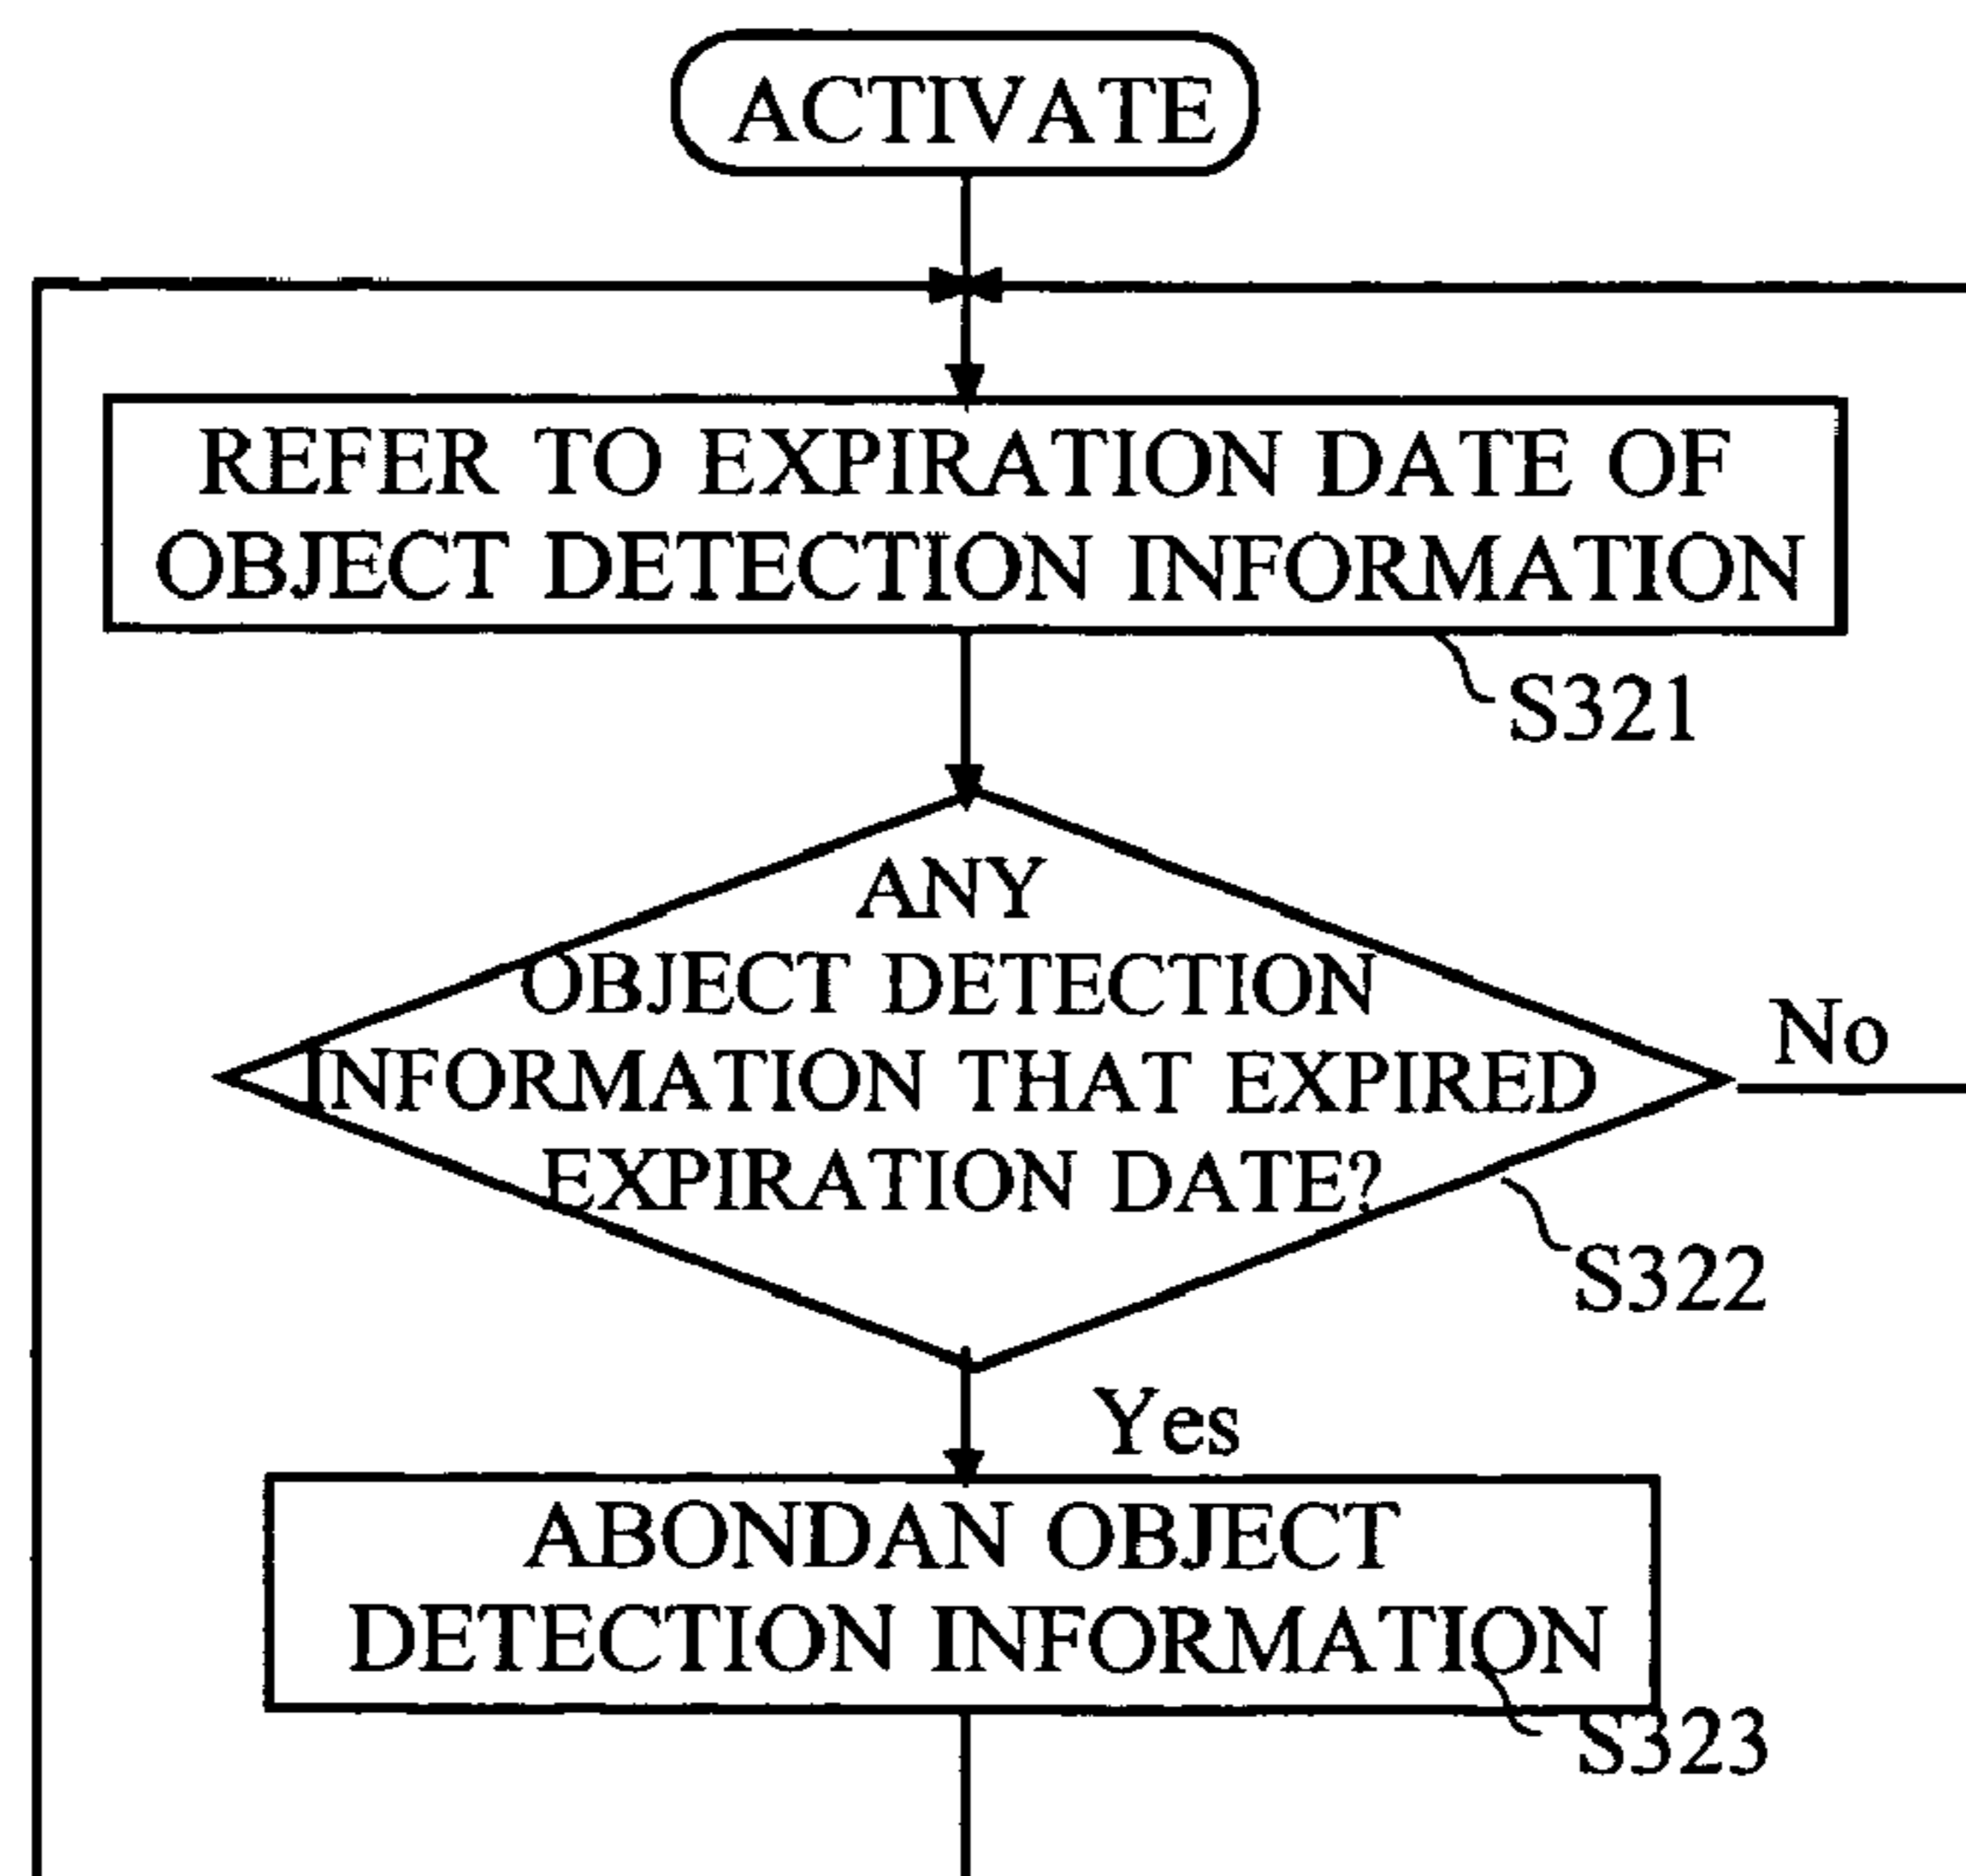 ACTIVATE
REFER TO EXPIRATION DATE OF
OBJECT DETECTION INFORMATION
S321
ANY
OBJECT DETECTION
INFORMATION THAT EXPIRED
EXPIRATION DATE?
No
S322
Yes
ABONDAN OBJECT
DETECTION INFORMATION
S323